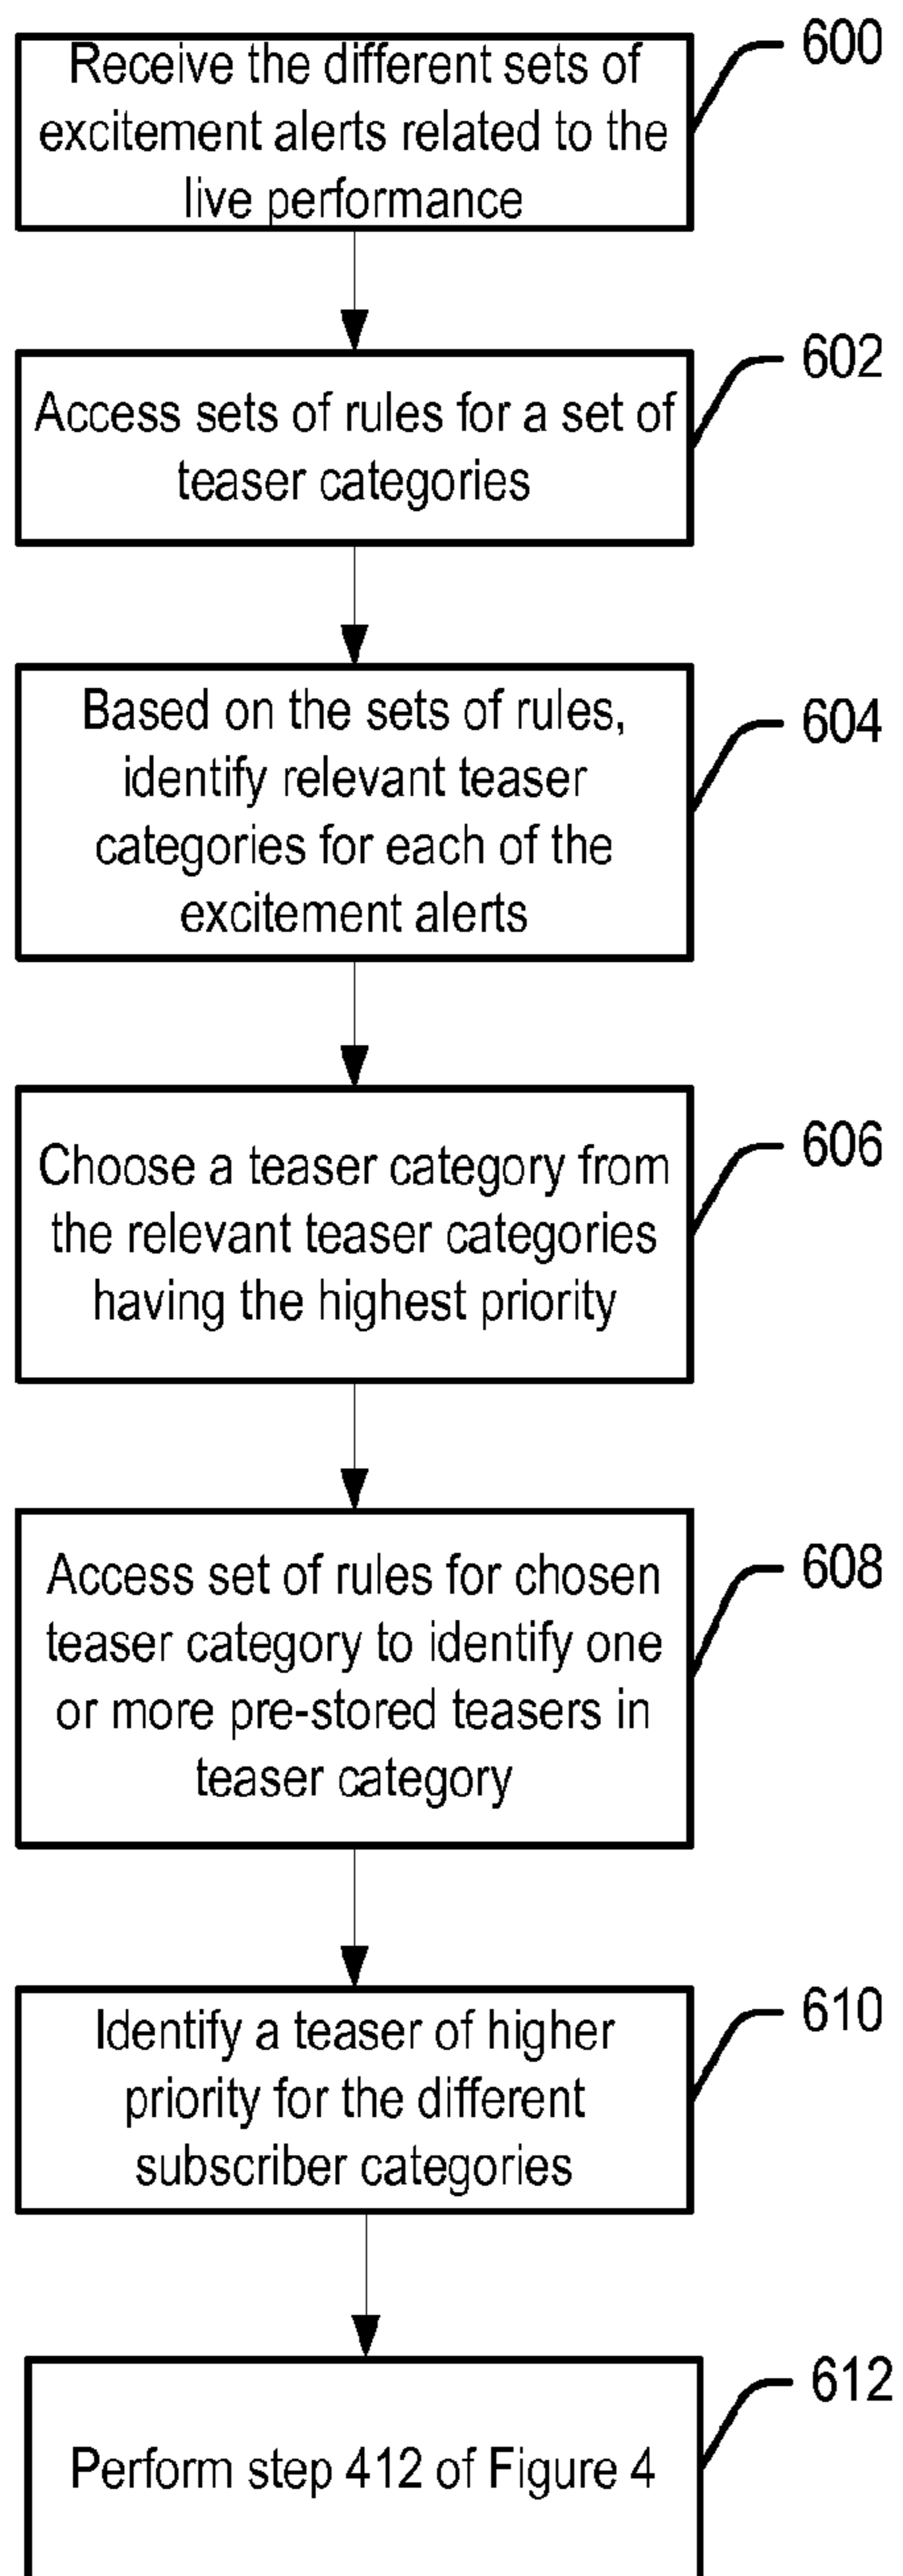 Receive the different sets of
excitement alerts related to the
live performance
600
Access sets of rules for a set of
teaser categories
602
Based on the sets of rules,
identify relevant teaser
categories for each of the
excitement alerts
604
Choose a teaser category from
the relevant teaser categories
having the highest priority
606
Access set of rules for chosen
teaser category to identify one
or more pre-stored teasers in
teaser category
608
Identify a teaser of higher
priority for the different
subscriber categories
610
Perform step 412 of Figure 4
612